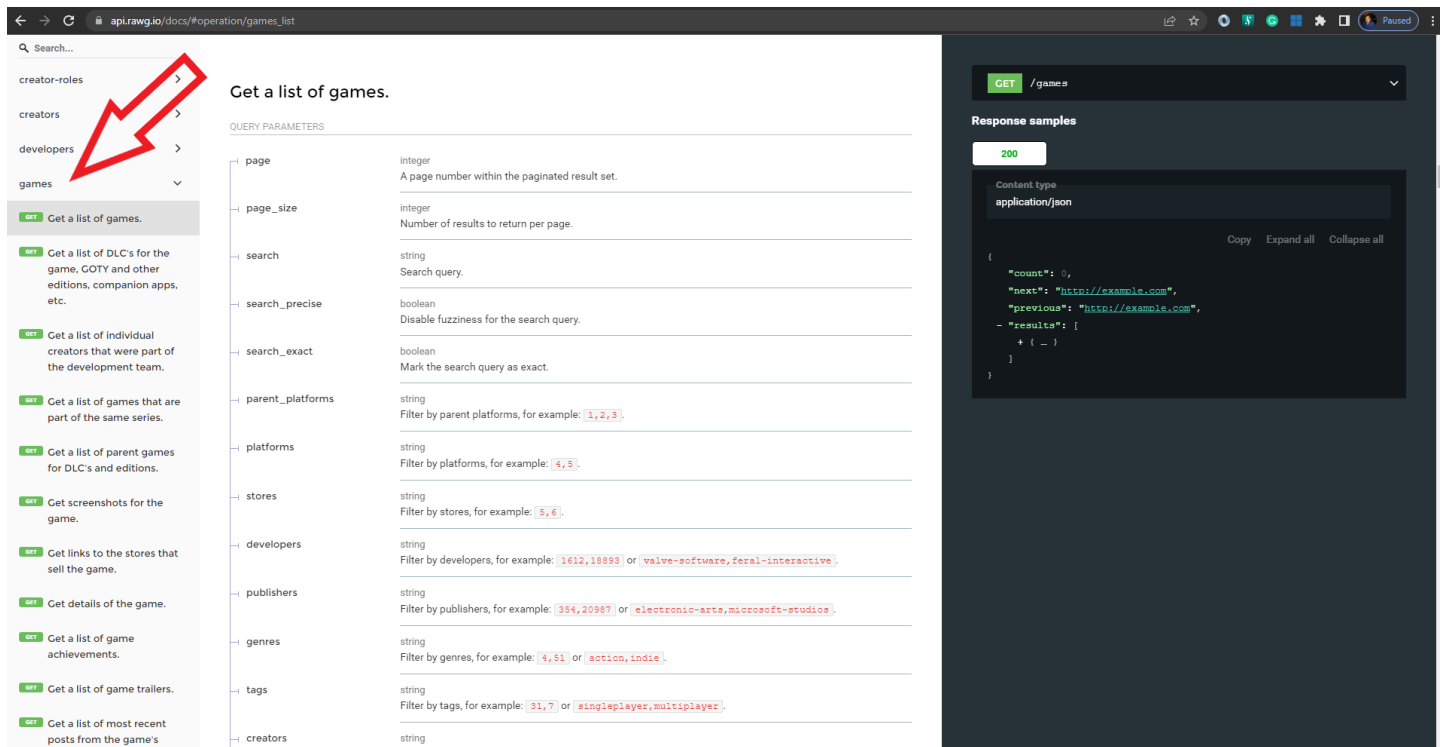 api.rawg.io/docs/#operation/games_list
Paused
Search...
creator-roles
creators
developers
games
GET Get a list of games.
GET Get a list of DLC's for the
game, GOTY and other
editions, companion apps,
etc.
GET Get a list of individual
creators that were part of
the development team.
GET Get a list of games that are
part of the same series.
GET Get a list of parent games
for DLC's and editions.
GET Get screenshots for the
game.
GET Get links to the stores that
sell the game.
GET Get details of the game.
GET Get a list of game
achievements.
GET Get a list of game trailers.
GET Get a list of most recent
posts from the game's
Get a list of games.
QUERY PARAMETERS
page integer
A page number within the paginated result set.
page_size integer
Number of results to return per page.
search string
Search query.
search_precise boolean
Disable fuzziness for the search query.
search_exact boolean
Mark the search query as exact.
parent_platforms string
Filter by parent platforms, for example: 1,2,3.
platforms string
Filter by platforms, for example: 4,5.
stores string
Filter by stores, for example: 5,6.
developers string
Filter by developers, for example: 1612,18893 or valve-software,feral-interactive.
publishers string
Filter by publishers, for example: 354,20987 or electronic-arts,microsoft-studios.
genres string
Filter by genres, for example: 4,51 or action,indie.
tags string
Filter by tags, for example: 31,7 or singleplayer,multiplayer.
creators string
GET /games
Response samples
200
Content type
application/json
Copy Expand all Collapse all
{
"count": 0,
"next": "http://example.com",
"previous": "http://example.com",
- "results": [
+ { … }
]
}